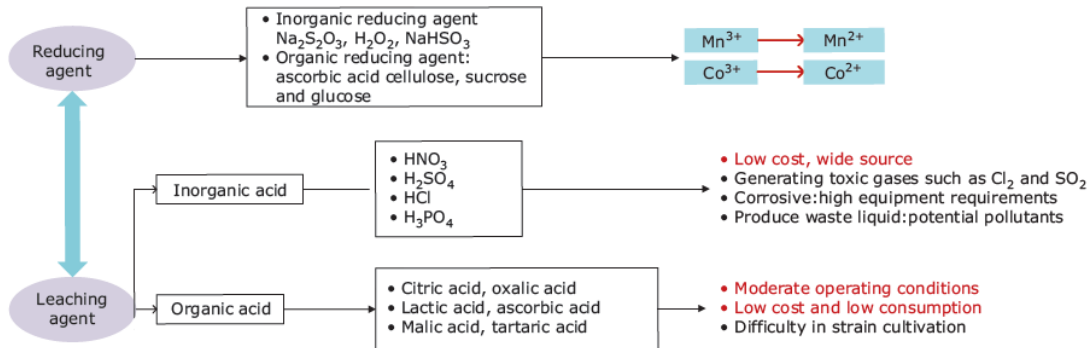 Reducing
agent
• Inorganic reducing agent
Na₂S₂O₃, H₂O₂, NaHSO₃
• Organic reducing agent:
ascorbic acid cellulose, sucrose
and glucose
Mn³⁺
Mn²⁺
Co³⁺
Co²⁺
Inorganic acid
• HNO₃
• H₂SO₄
• HCl
• H₃PO₄
• Low cost, wide source
• Generating toxic gases such as Cl₂ and SO₂
• Corrosive:high equipment requirements
• Produce waste liquid:potential pollutants
Leaching
agent
Organic acid
• Citric acid, oxalic acid
• Lactic acid, ascorbic acid
• Malic acid, tartaric acid
• Moderate operating conditions
• Low cost and low consumption
• Difficulty in strain cultivation